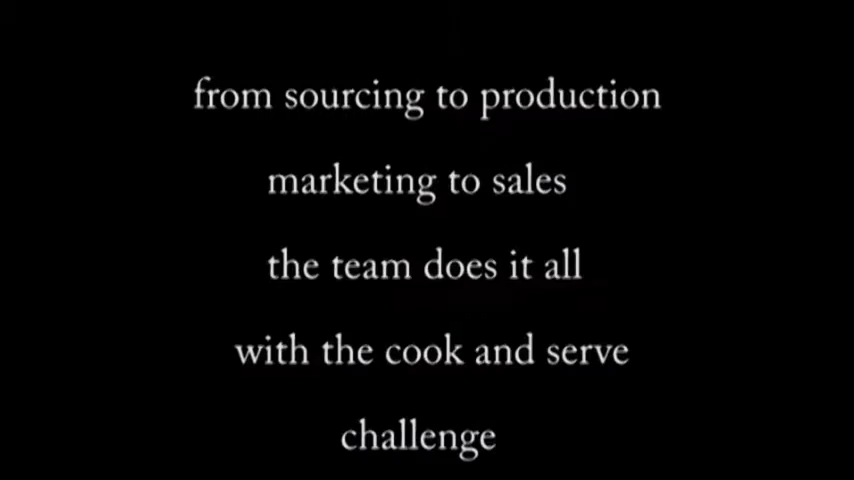 from sourcing to production
marketing to sales
the team does it all
with the cook and serve
challenge